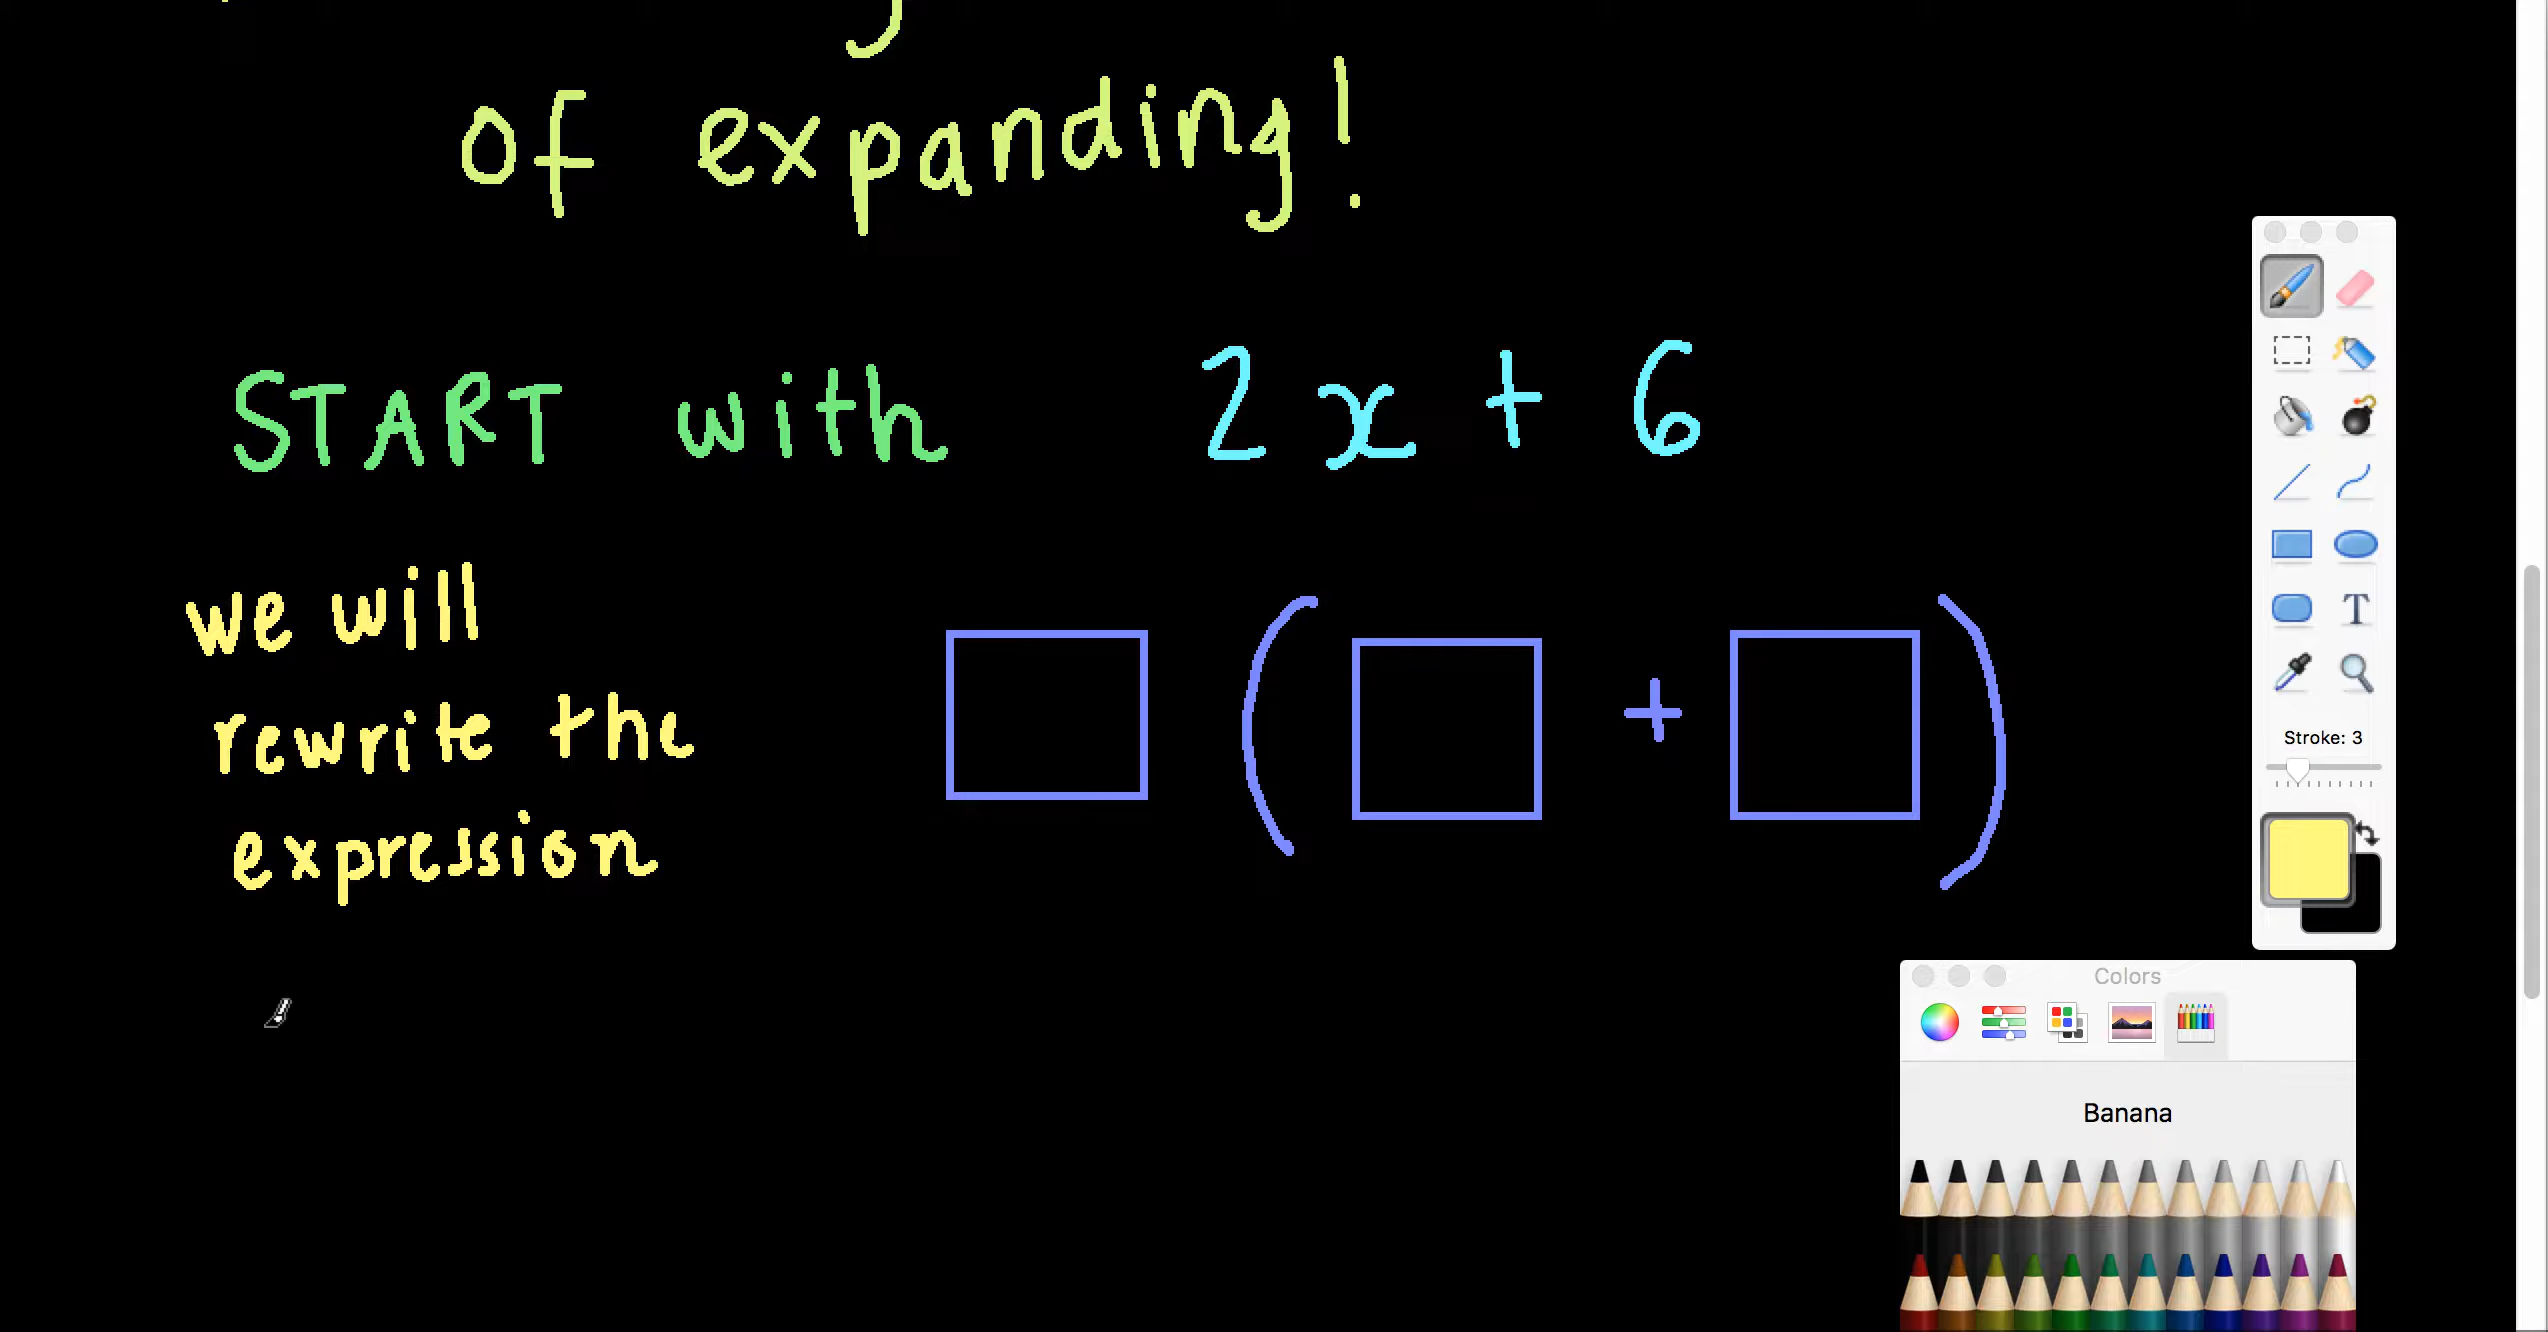 of expanding!
START with 2x + 6
we will
rewrite the
expression
( + )
Stroke: 3
Colors
Banana